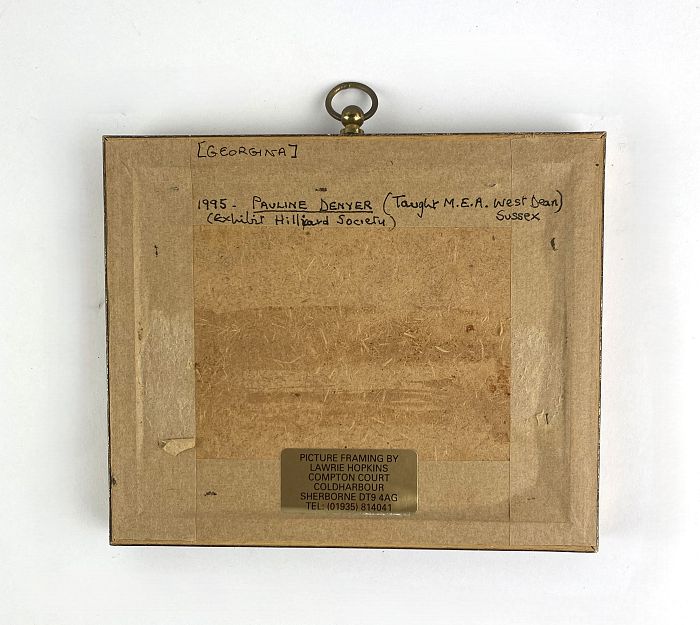 [GEORGINA]
1995 - PAULINE DENYER (Taught M.E.A. West Dean)
(Exhibits Hilliard Society) Sussex
PICTURE FRAMING BY
LAWRIE HOPKINS
COMPTON COURT
COLDHARBOUR
SHERBORNE DT9 4AG
TEL: (01935) 814041